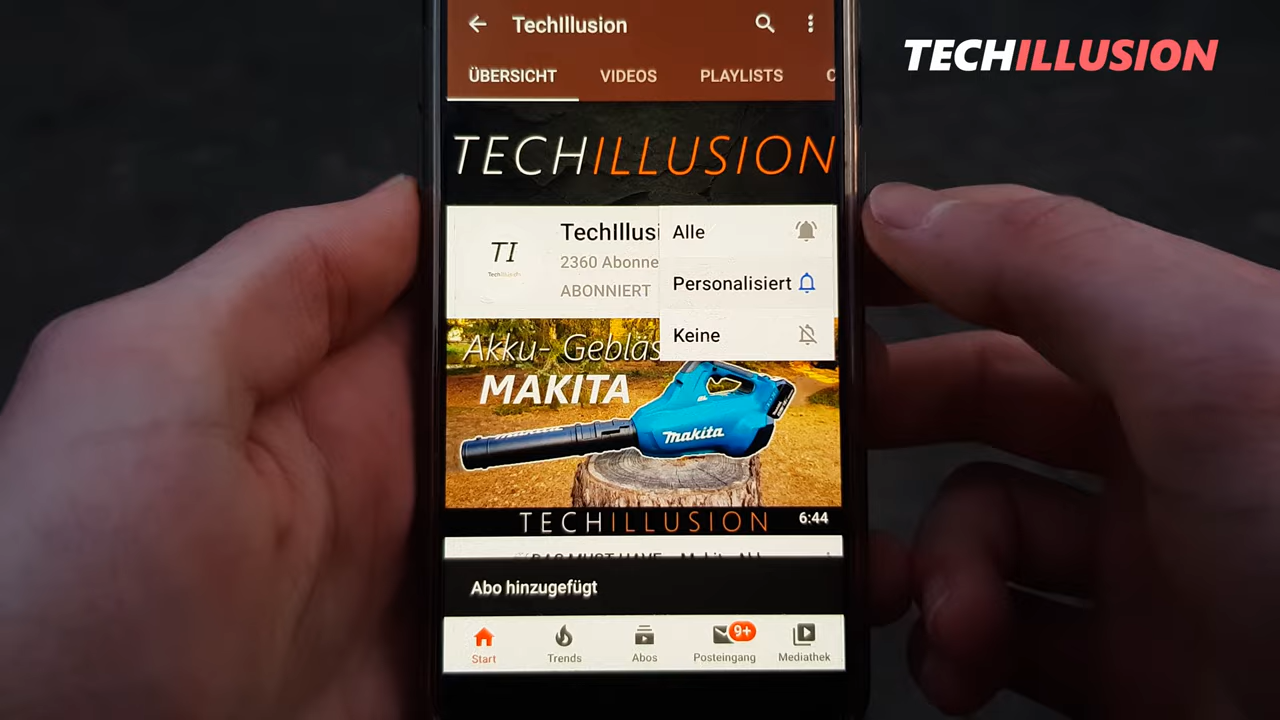 TechIllusion
TECHILLUSION
ÜBERSICHT VIDEOS PLAYLISTS
TECHILLUSION
TI
TechIllusi
2360 Abonne
ABONNIERT
Alle
Personalisiert
Keine
Akku- Gebläs
MAKITA
makita
TECHILLUSION
6:44
Abo hinzugefügt
9+
Start Trends Abos Posteingang Mediathek